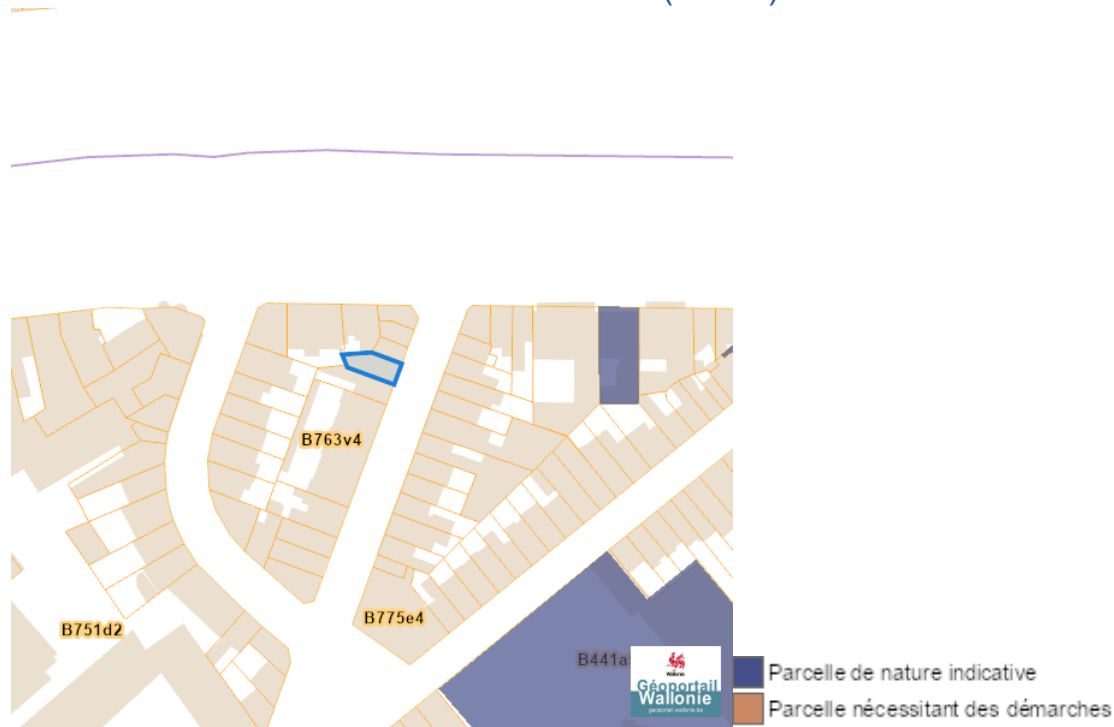 B763v4
B775e4
B751d2
B441a
Wallonie
Géoportail
Wallonie
geoportail.wallonie.be
Parcelle de nature indicative
Parcelle nécessitant des démarches